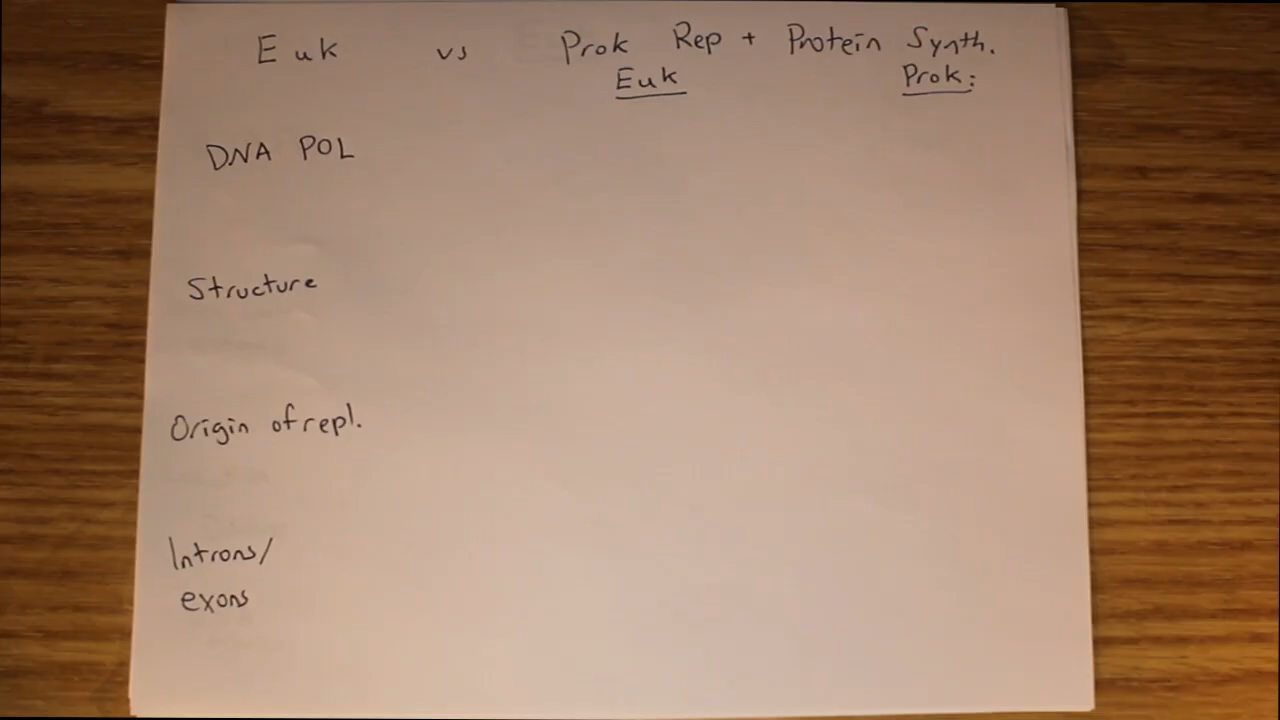 Euk vs Prok Rep + Protein Synth.
Euk Prok:
DNA POL
Structure
Origin of repl.
Introns/
exons